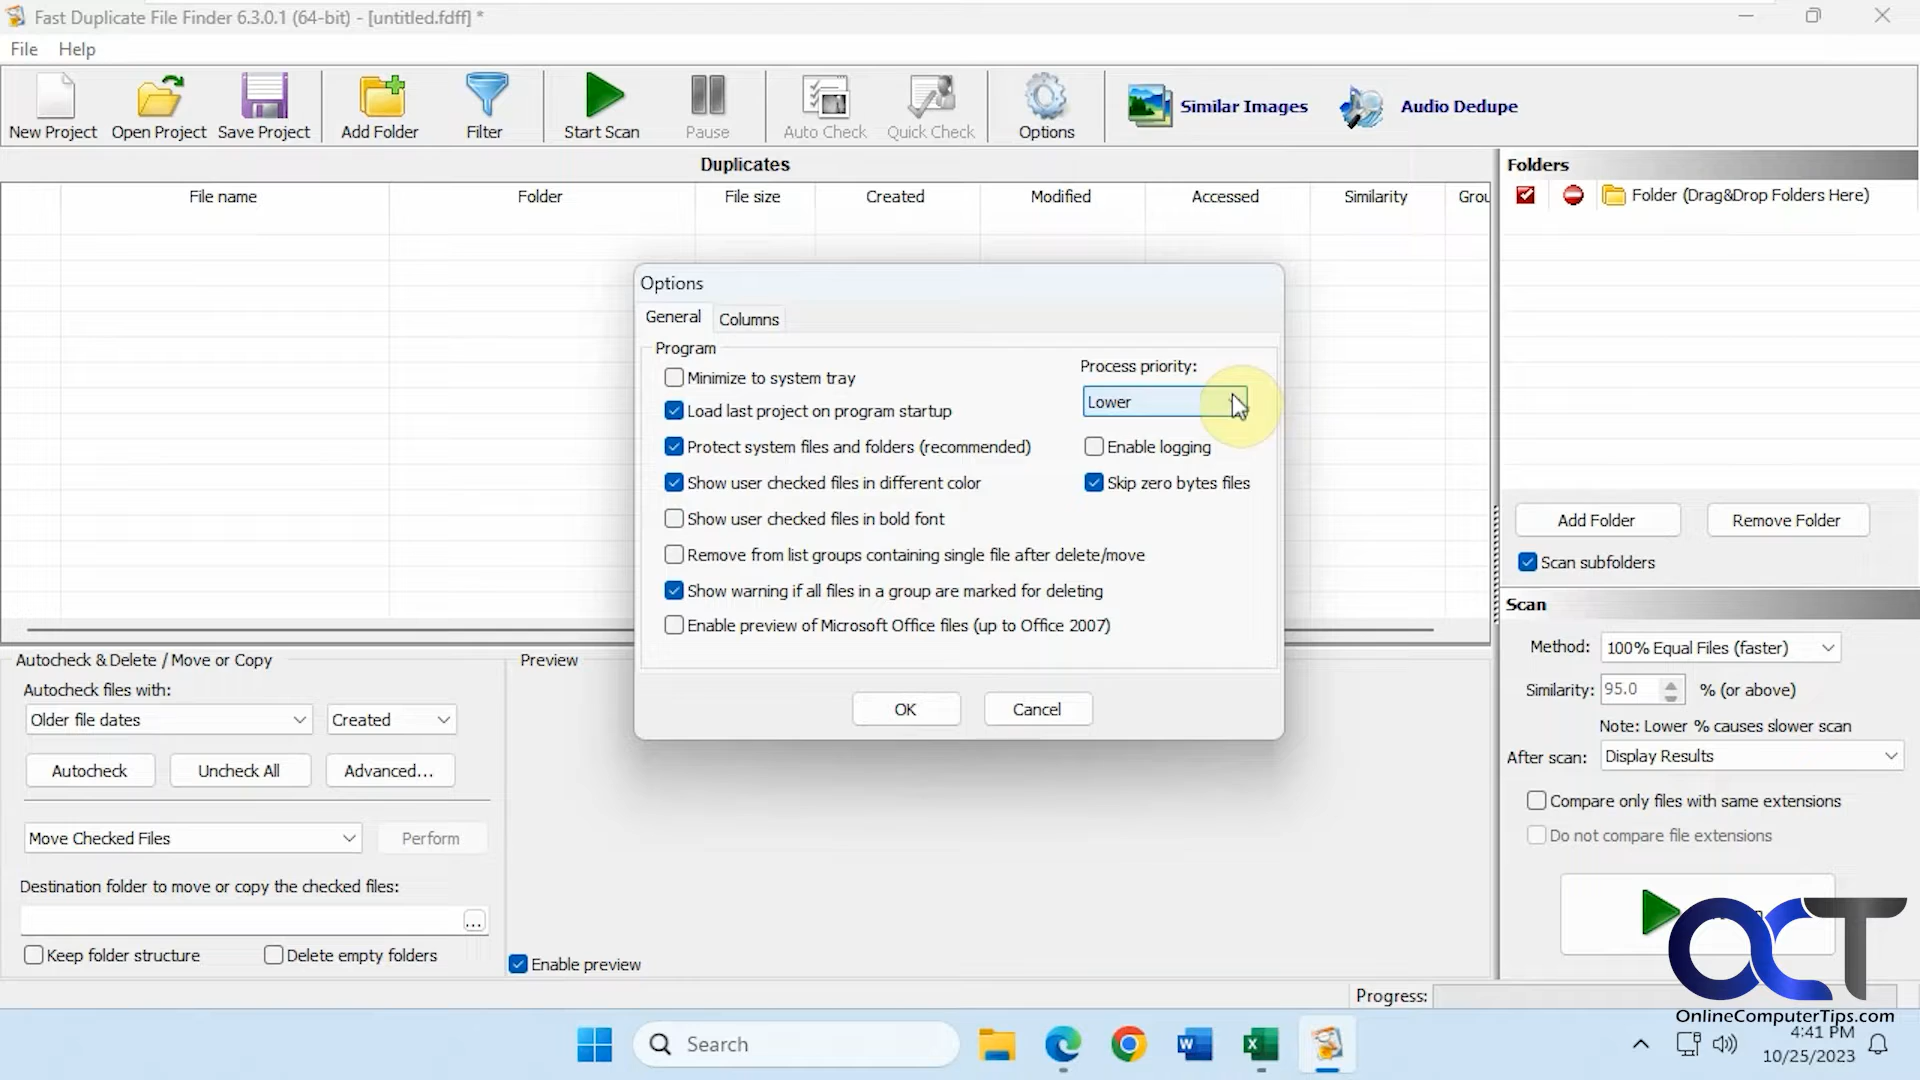 Fast Duplicate File Finder 6.3.0.1 (64-bit) - [untitled.fdff] *
File Help
New Project Open Project Save Project Add Folder Filter Start Scan Pause Auto Check Quick Check Options Similar Images Audio Dedupe
Duplicates
File name Folder File size Created Modified Accessed Similarity Grou
Folders
Folder (Drag&Drop Folders Here)
Options
General Columns
Program
Minimize to system tray
Load last project on program startup
Protect system files and folders (recommended)
Show user checked files in different color
Show user checked files in bold font
Remove from list groups containing single file after delete/move
Show warning if all files in a group are marked for deleting
Enable preview of Microsoft Office files (up to Office 2007)
Process priority:
Lower
Enable logging
Skip zero bytes files
OK Cancel
Add Folder Remove Folder
Scan subfolders
Scan
Method: 100% Equal Files (faster)
Similarity: 95.0 % (or above)
Note: Lower % causes slower scan
After scan: Display Results
Compare only files with same extensions
Do not compare file extensions
Autocheck & Delete / Move or Copy
Autocheck files with:
Older file dates Created
Autocheck Uncheck All Advanced...
Move Checked Files Perform
Destination folder to move or copy the checked files:
...
Keep folder structure Delete empty folders
Preview
Enable preview
Progress:
OCT
OnlineComputerTips.com
Search
4:41 PM
10/25/2023